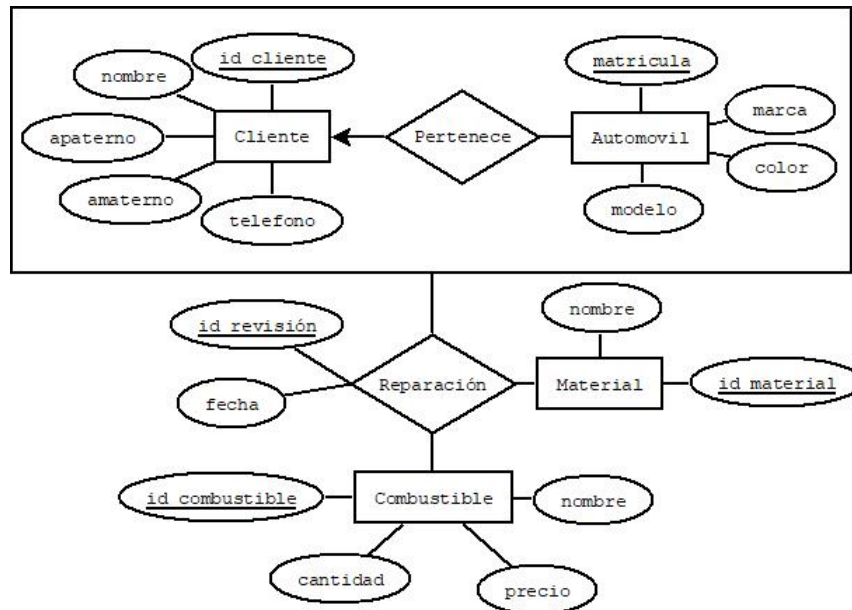 id cliente
nombre
matricula
marca
apaterno
Cliente
Pertenece
Automovil
color
amaterno
telefono
modelo
id revisión
nombre
Reparación
Material
id material
fecha
id combustible
Combustible
nombre
cantidad
precio